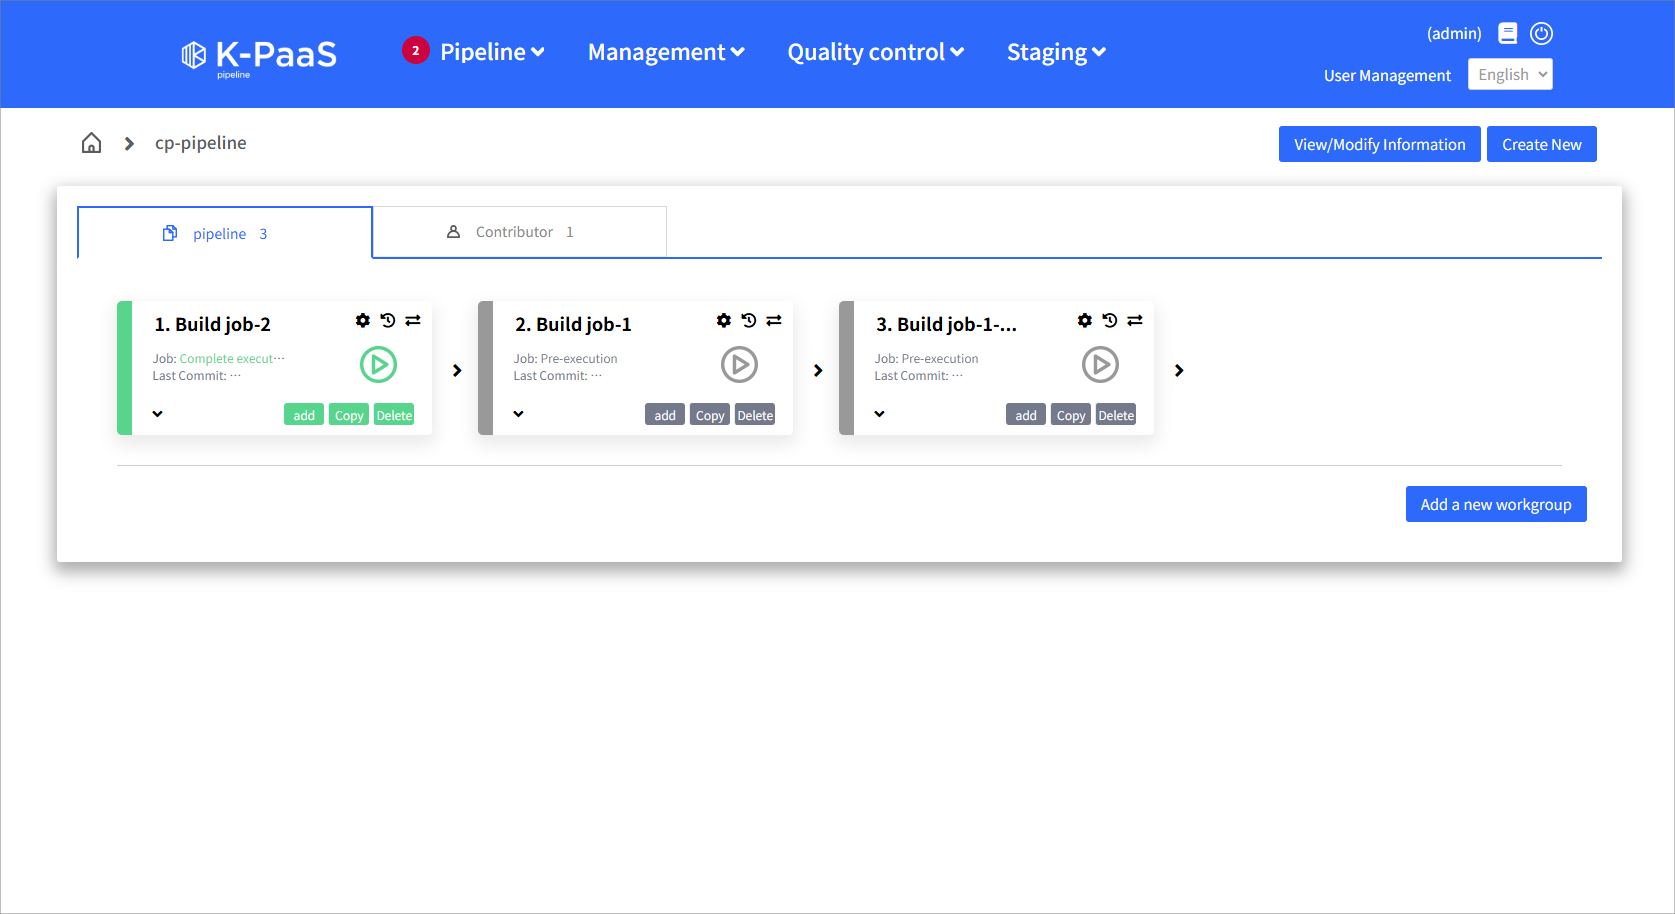 K-PaaS
pipeline
2 Pipeline Management Quality control Staging
(admin)
User Management English
cp-pipeline
View/Modify Information Create New
pipeline 3
Contributor 1
1. Build job-2
Job: Complete execut···
Last Commit: ···
add Copy Delete
2. Build job-1
Job: Pre-execution
Last Commit: ···
add Copy Delete
3. Build job-1-...
Job: Pre-execution
Last Commit: ···
add Copy Delete
Add a new workgroup